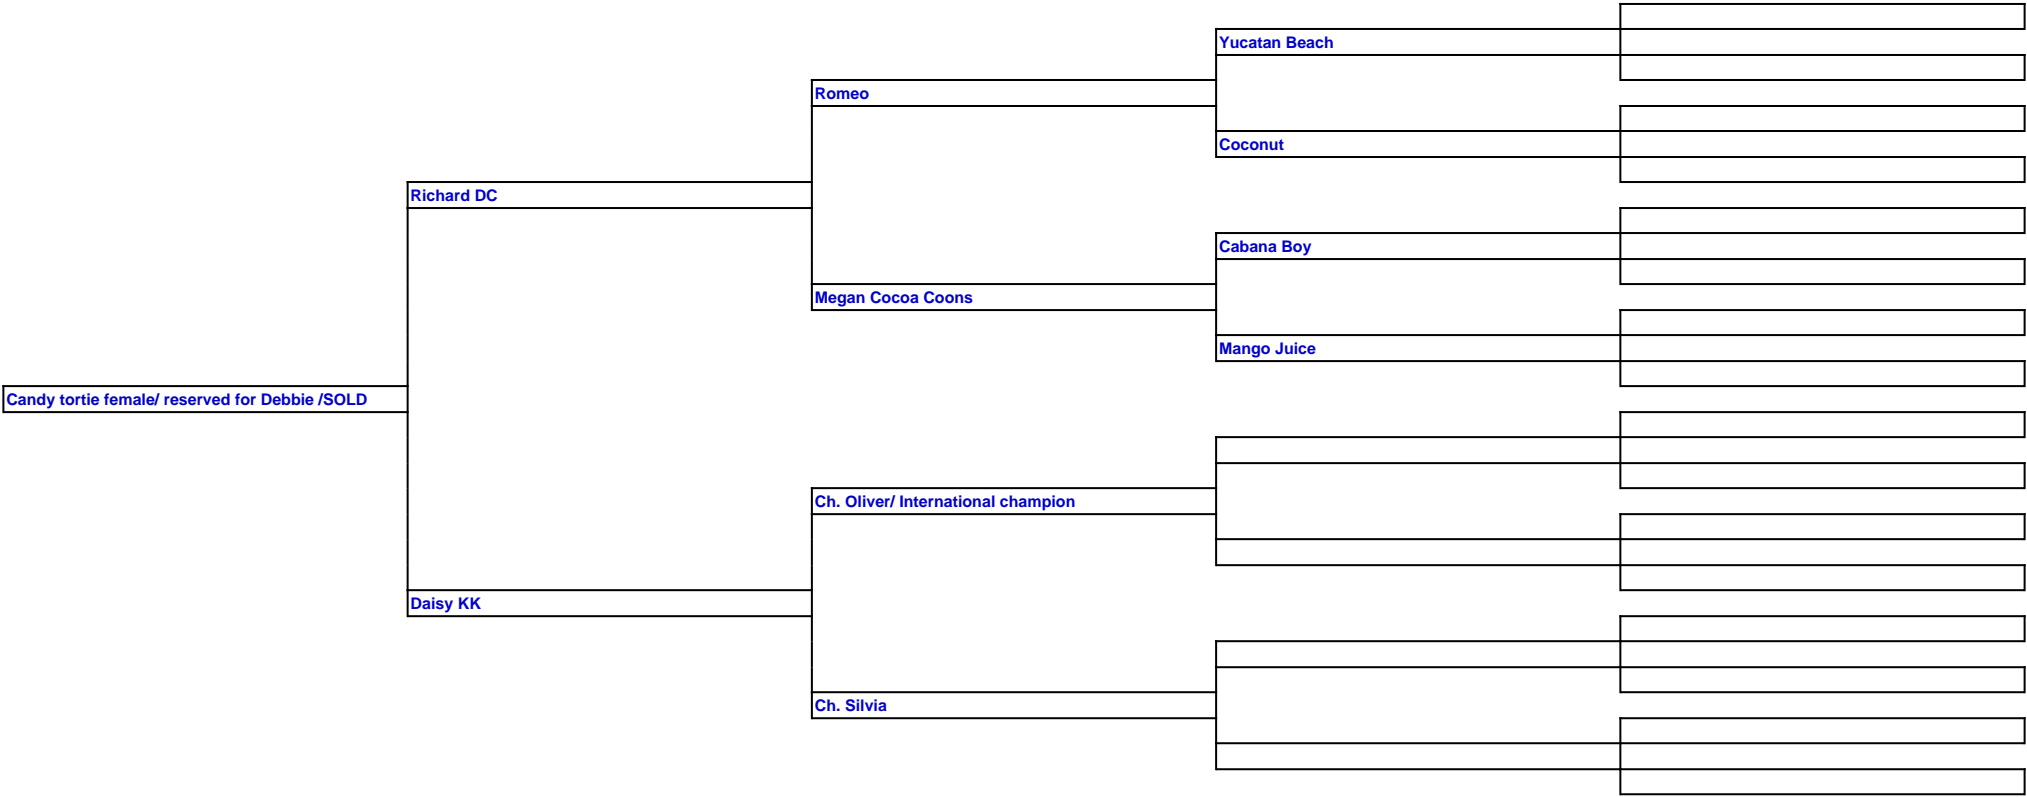 Yucatan Beach
Romeo
Coconut
Richard DC
Cabana Boy
Megan Cocoa Coons
Mango Juice
Candy tortie female/ reserved for Debbie /SOLD
Ch. Oliver/ International champion
Daisy KK
Ch. Silvia